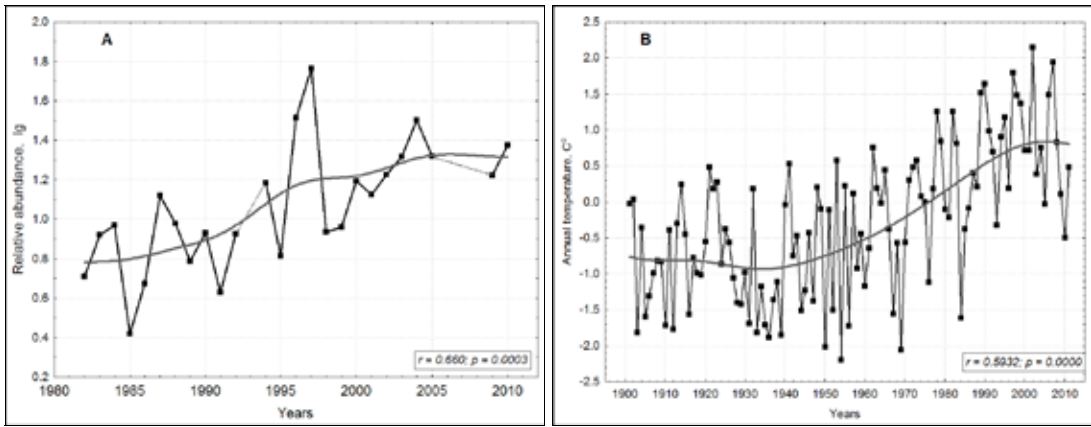 A
2.0
1.8
1.6
1.4
1.2
1.0
0.8
0.6
0.4
0.2
Relative abundance, lg
1980 1985 1990 1995 2000 2005 2010
Years
r = 0.660; p = 0.0003
B
2.5
2.0
1.5
1.0
0.5
0.0
-0.5
-1.0
-1.5
-2.0
-2.5
Annual temperature, C°
1900 1910 1920 1930 1940 1950 1960 1970 1980 1990 2000 2010
Years
r = 0.5932; p = 0.0000